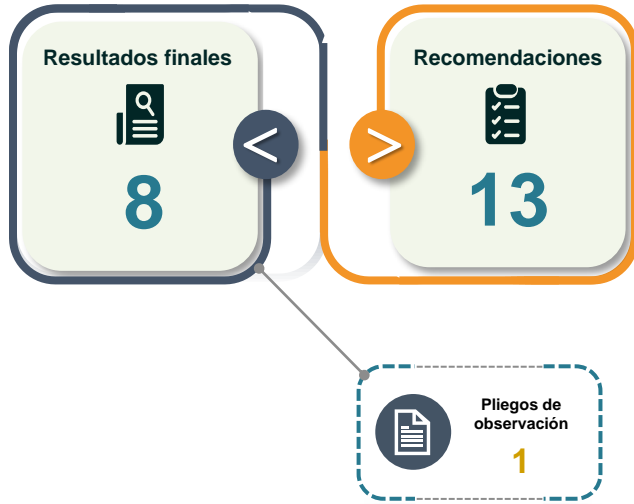 Resultados finales
<
8
>
Recomendaciones
13
Pliegos de
observación
1